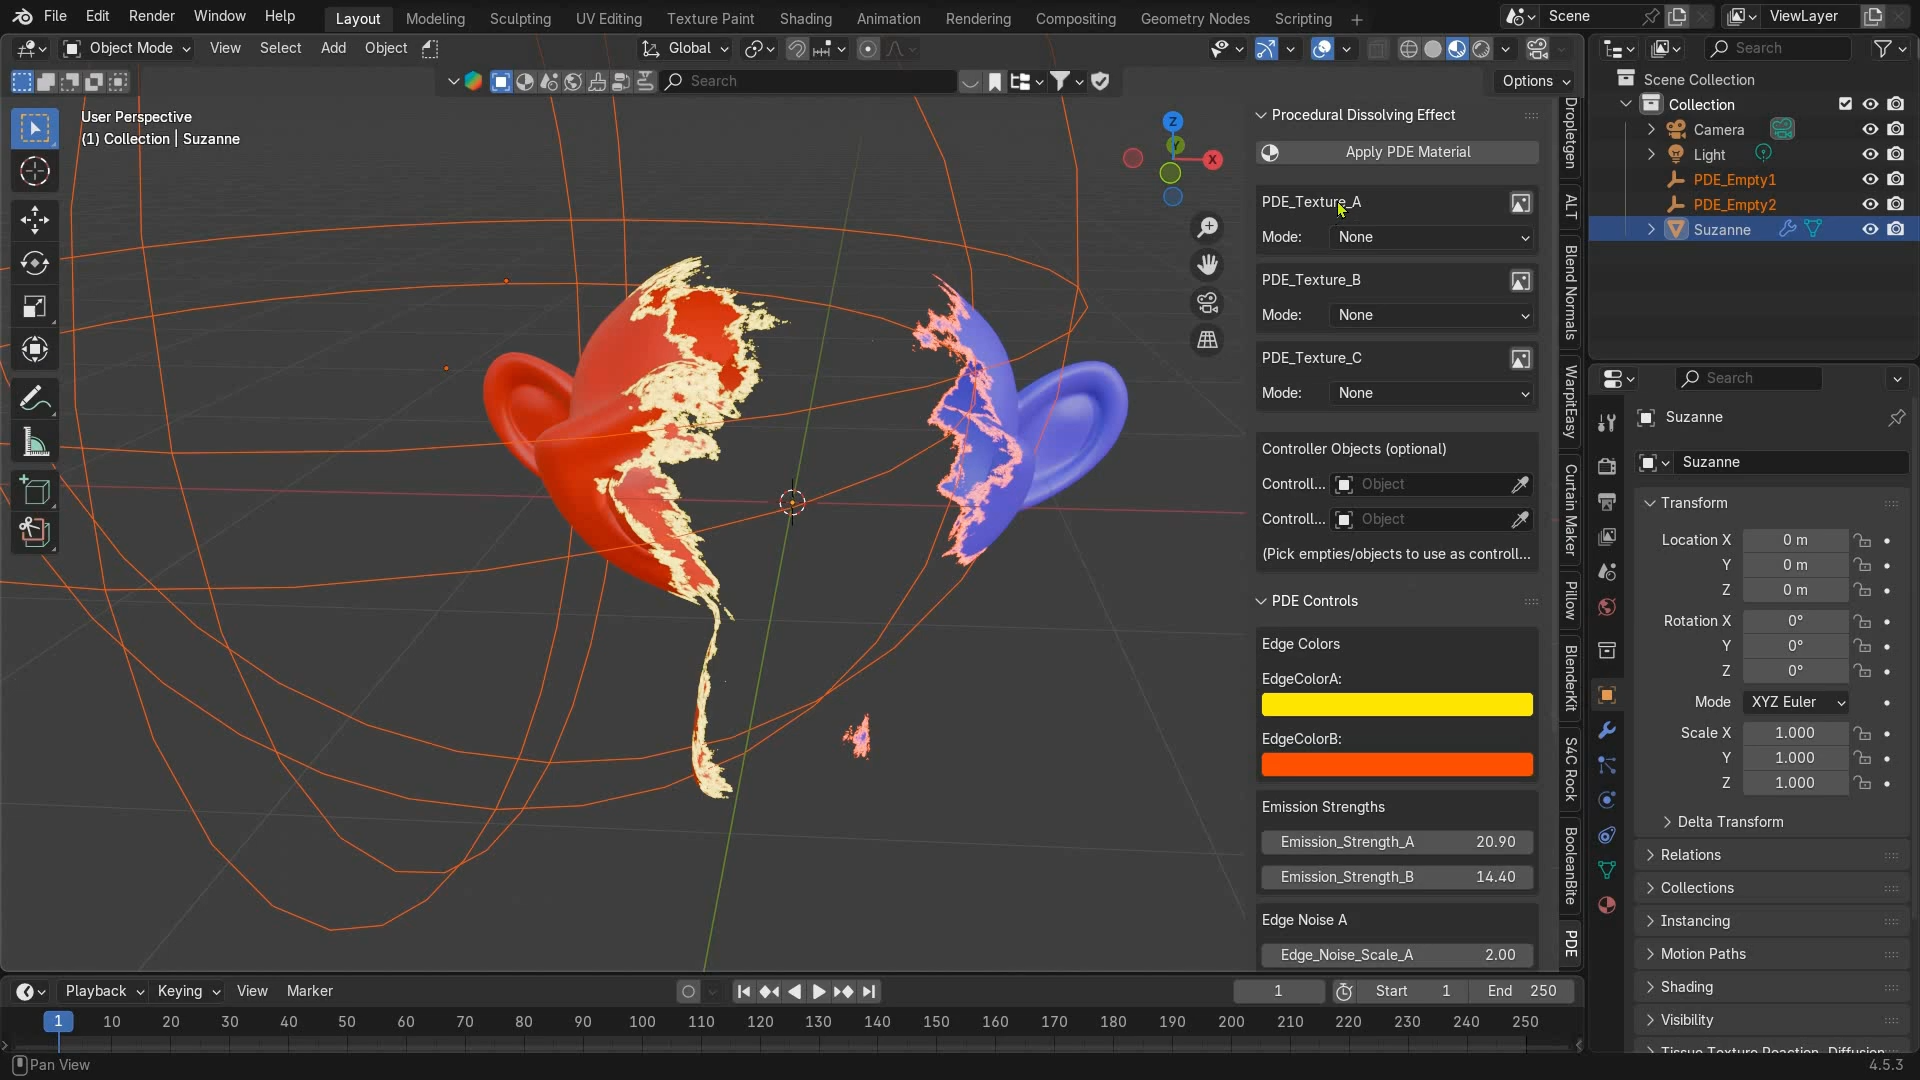 File Edit Render Window Help
Layout Modeling Sculpting UV Editing Texture Paint Shading Animation Rendering Compositing Geometry Nodes Scripting +
Scene
ViewLayer
Object Mode View Select Add Object
Global
Search
Search
Options
User Perspective
(1) Collection | Suzanne
Z
Y
X
Procedural Dissolving Effect
Apply PDE Material
PDE_Texture_A
Mode: None
PDE_Texture_B
Mode: None
PDE_Texture_C
Mode: None
Controller Objects (optional)
Controll... Object
Controll... Object
(Pick empties/objects to use as controll...
PDE Controls
Edge Colors
EdgeColorA:
EdgeColorB:
Emission Strengths
Emission_Strength_A 20.90
Emission_Strength_B 14.40
Edge Noise A
Edge_Noise_Scale_A 2.00
Dropletgen
ALT
Blend Normals
WarpitEasy
Curtain Maker
Pillow
BlenderKit
S4C Rock
BooleanBite
PDE
Scene Collection
Collection
Camera
Light
PDE_Empty1
PDE_Empty2
Suzanne
Search
Suzanne
Suzanne
Transform
Location X 0 m
Y 0 m
Z 0 m
Rotation X 0°
Y 0°
Z 0°
Mode XYZ Euler
Scale X 1.000
Y 1.000
Z 1.000
Delta Transform
Relations
Collections
Instancing
Motion Paths
Shading
Visibility
Tissue Texture Reaction Diffusion
Playback Keying View Marker
1
Start 1 End 250
1 10 20 30 40 50 60 70 80 90 100 110 120 130 140 150 160 170 180 190 200 210 220 230 240 250
Pan View
4.5.3